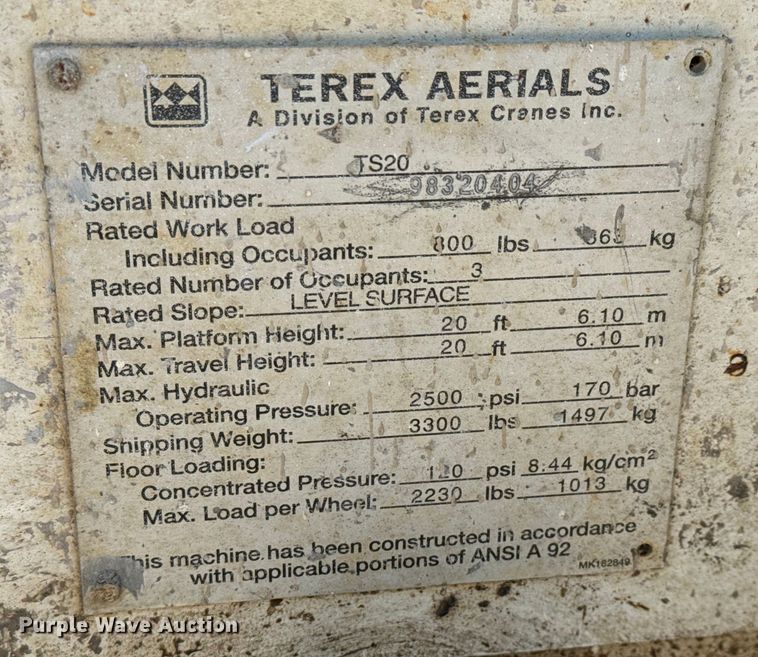 TEREX AERIALS
A Division of Terex Cranes Inc.
Model Number: TS20
Serial Number: 98320404
Rated Work Load
Including Occupants: 800 lbs 363 kg
Rated Number of Occupants: 3
Rated Slope: LEVEL SURFACE
Max. Platform Height: 20 ft 6.10 m
Max. Travel Height: 20 ft 6.10 m
Max. Hydraulic
Operating Pressure: 2500 psi 170 bar
Shipping Weight: 3300 lbs 1497 kg
Floor Loading:
Concentrated Pressure: 120 psi 8.44 kg/cm²
Max. Load per Wheel: 2230 lbs 1013 kg
This machine has been constructed in accordance
with applicable portions of ANSI A 92
MK182849
Purple Wave Auction